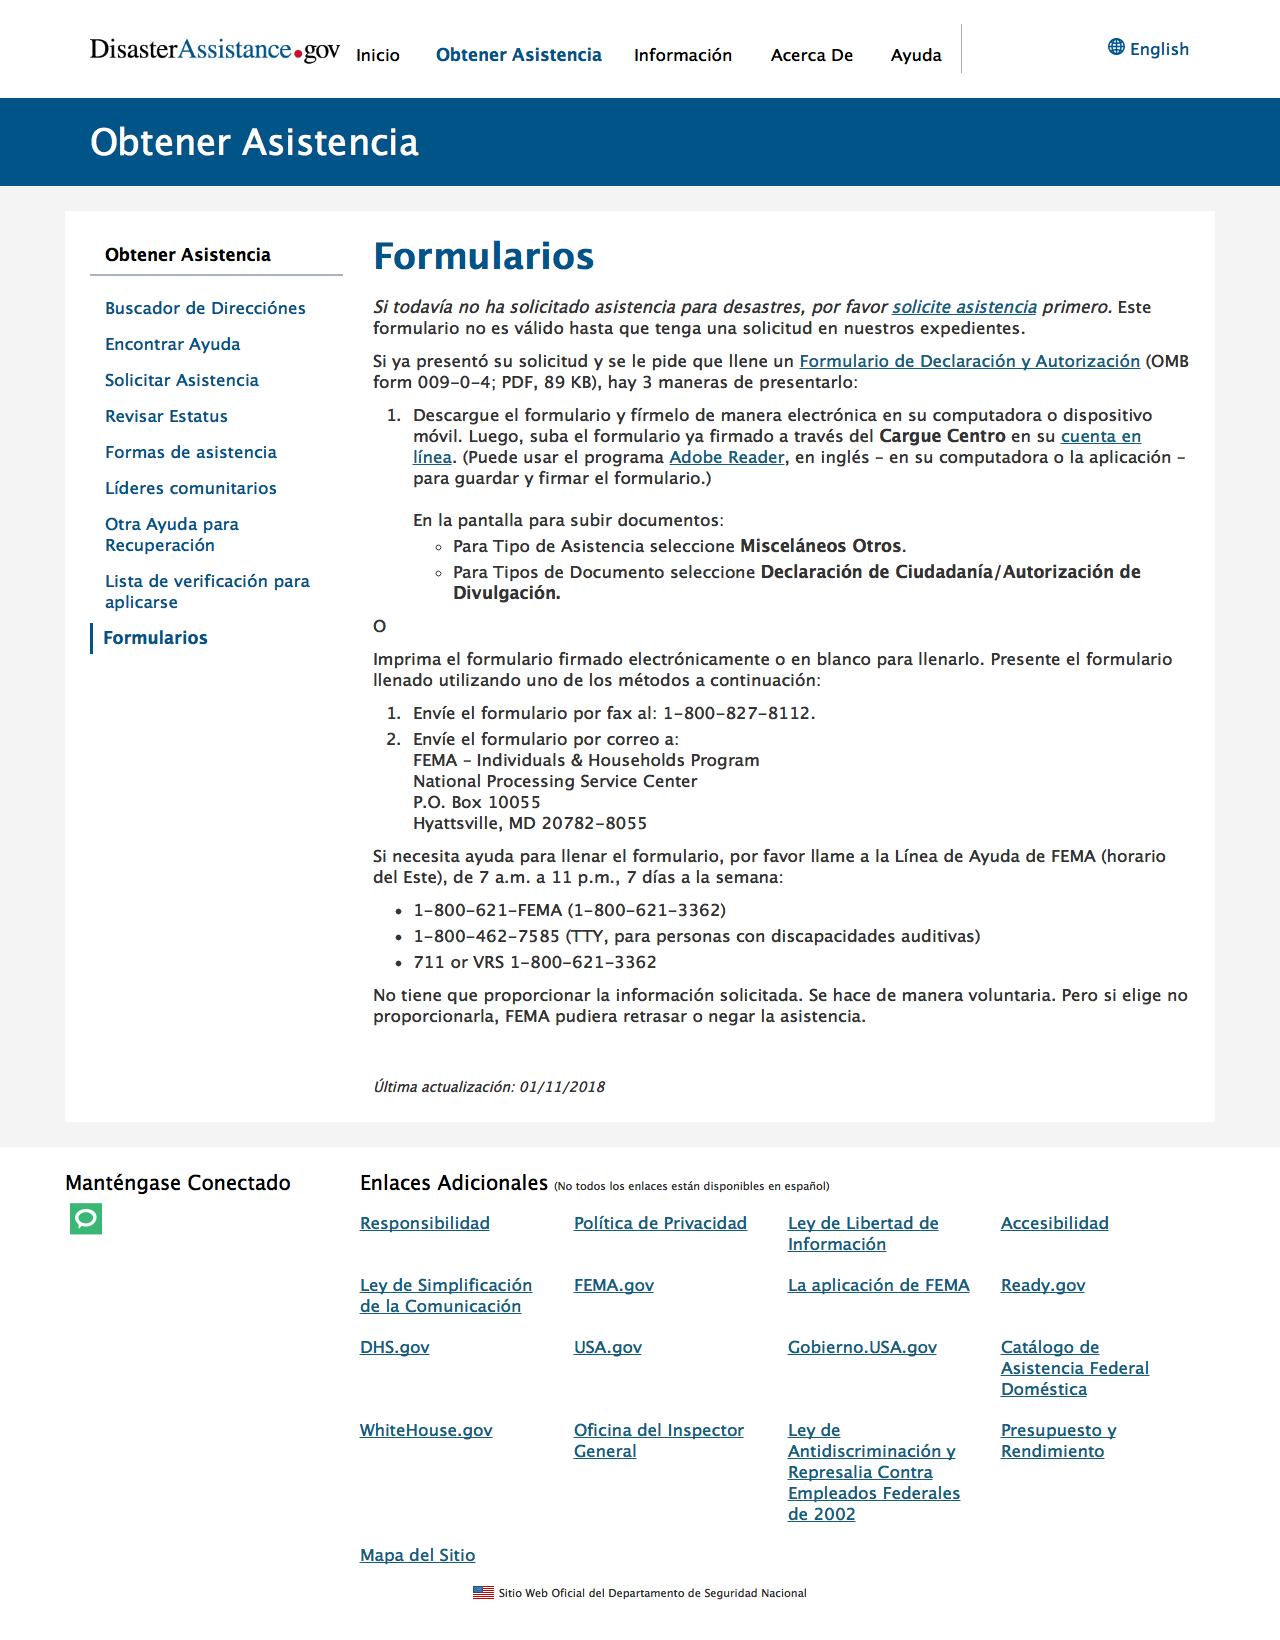 DisasterAssistance.gov
Inicio
Obtener Asistencia
Información
Acerca De
Ayuda
English
Obtener Asistencia
Obtener Asistencia
Buscador de Direcciónes
Encontrar Ayuda
Solicitar Asistencia
Revisar Estatus
Formas de asistencia
Líderes comunitarios
Otra Ayuda para
Recuperación
Lista de verificación para
aplicarse
Formularios
Formularios
Si todavía no ha solicitado asistencia para desastres, por favor solicite asistencia primero. Este
formulario no es válido hasta que tenga una solicitud en nuestros expedientes.
Si ya presentó su solicitud y se le pide que llene un Formulario de Declaración y Autorización (OMB
form 009-0-4; PDF, 89 KB), hay 3 maneras de presentarlo:
1. Descargue el formulario y fírmelo de manera electrónica en su computadora o dispositivo
móvil. Luego, suba el formulario ya firmado a través del Cargue Centro en su cuenta en
línea. (Puede usar el programa Adobe Reader, en inglés – en su computadora o la aplicación –
para guardar y firmar el formulario.)
En la pantalla para subir documentos:
◦ Para Tipo de Asistencia seleccione Misceláneos Otros.
◦ Para Tipos de Documento seleccione Declaración de Ciudadanía/Autorización de
Divulgación.
O
Imprima el formulario firmado electrónicamente o en blanco para llenarlo. Presente el formulario
llenado utilizando uno de los métodos a continuación:
1. Envíe el formulario por fax al: 1-800-827-8112.
2. Envíe el formulario por correo a:
FEMA – Individuals & Households Program
National Processing Service Center
P.O. Box 10055
Hyattsville, MD 20782-8055
Si necesita ayuda para llenar el formulario, por favor llame a la Línea de Ayuda de FEMA (horario
del Este), de 7 a.m. a 11 p.m., 7 días a la semana:
• 1-800-621-FEMA (1-800-621-3362)
• 1-800-462-7585 (TTY, para personas con discapacidades auditivas)
• 711 or VRS 1-800-621-3362
No tiene que proporcionar la información solicitada. Se hace de manera voluntaria. Pero si elige no
proporcionarla, FEMA pudiera retrasar o negar la asistencia.
Última actualización: 01/11/2018
Manténgase Conectado
Enlaces Adicionales (No todos los enlaces están disponibles en español)
Responsibilidad
Política de Privacidad
Ley de Libertad de
Información
Accesibilidad
Ley de Simplificación
de la Comunicación
FEMA.gov
La aplicación de FEMA
Ready.gov
DHS.gov
USA.gov
Gobierno.USA.gov
Catálogo de
Asistencia Federal
Doméstica
WhiteHouse.gov
Oficina del Inspector
General
Ley de
Antidiscriminación y
Represalia Contra
Empleados Federales
de 2002
Presupuesto y
Rendimiento
Mapa del Sitio
Sitio Web Oficial del Departamento de Seguridad Nacional